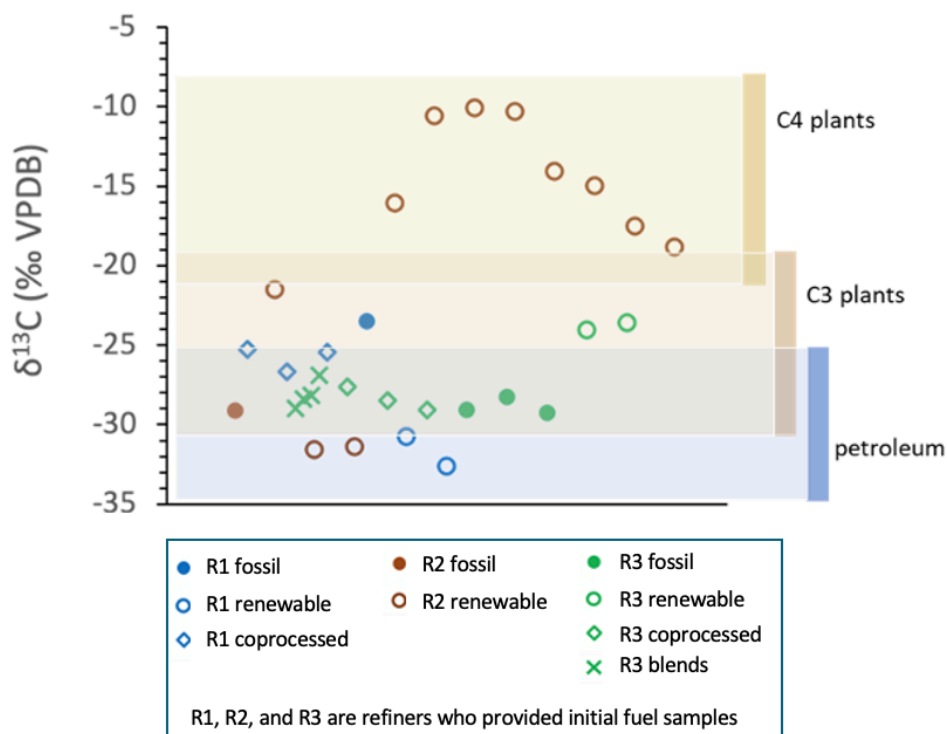 -5
-10
-15
-20
-25
-30
-35
δ¹³C (‰ VPDB)
C4 plants
C3 plants
petroleum
R1 fossil
R2 fossil
R3 fossil
R1 renewable
R2 renewable
R3 renewable
R1 coprocessed
R3 coprocessed
R3 blends
R1, R2, and R3 are refiners who provided initial fuel samples